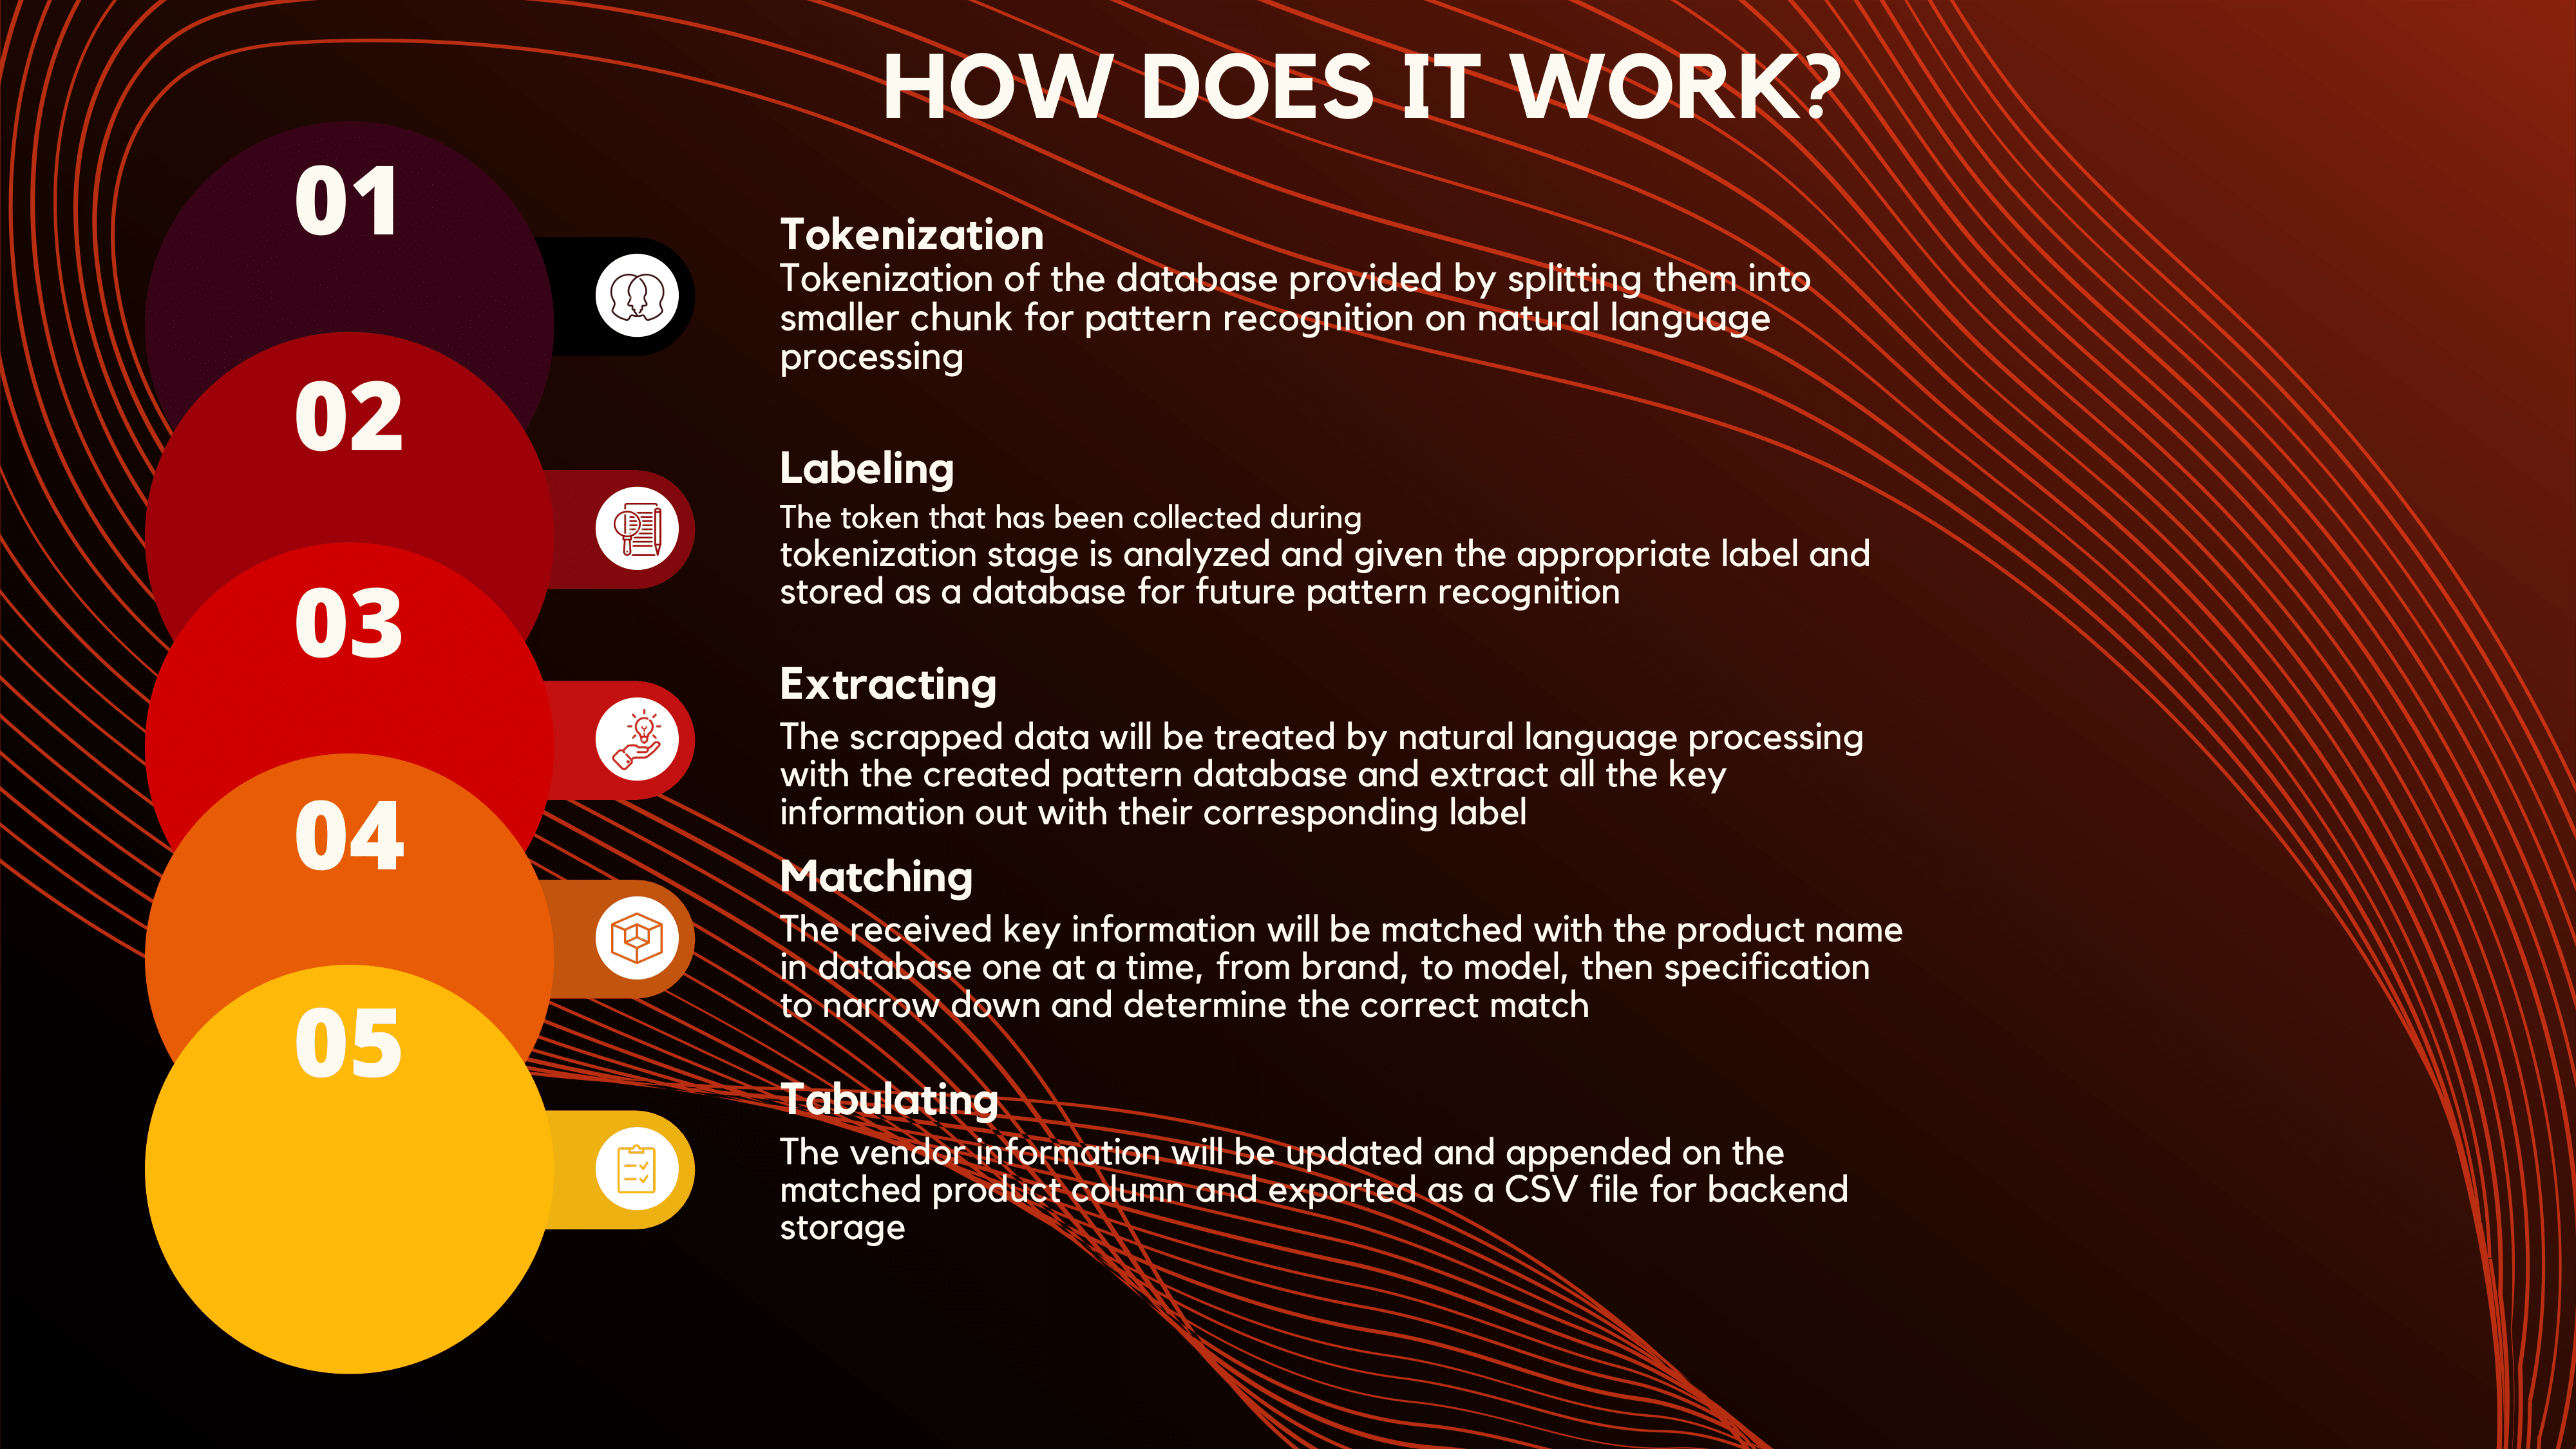 HOW DOES IT WORK?
01
Tokenization
Tokenization of the database provided by splitting them into
smaller chunk for pattern recognition on natural language
processing
02
Labeling
The token that has been collected during
tokenization stage is analyzed and given the appropriate label and
stored as a database for future pattern recognition
03
Extracting
The scrapped data will be treated by natural language processing
with the created pattern database and extract all the key
information out with their corresponding label
04
Matching
The received key information will be matched with the product name
in database one at a time, from brand, to model, then specification
to narrow down and determine the correct match
05
Tabulating
The vendor information will be updated and appended on the
matched product column and exported as a CSV file for backend
storage